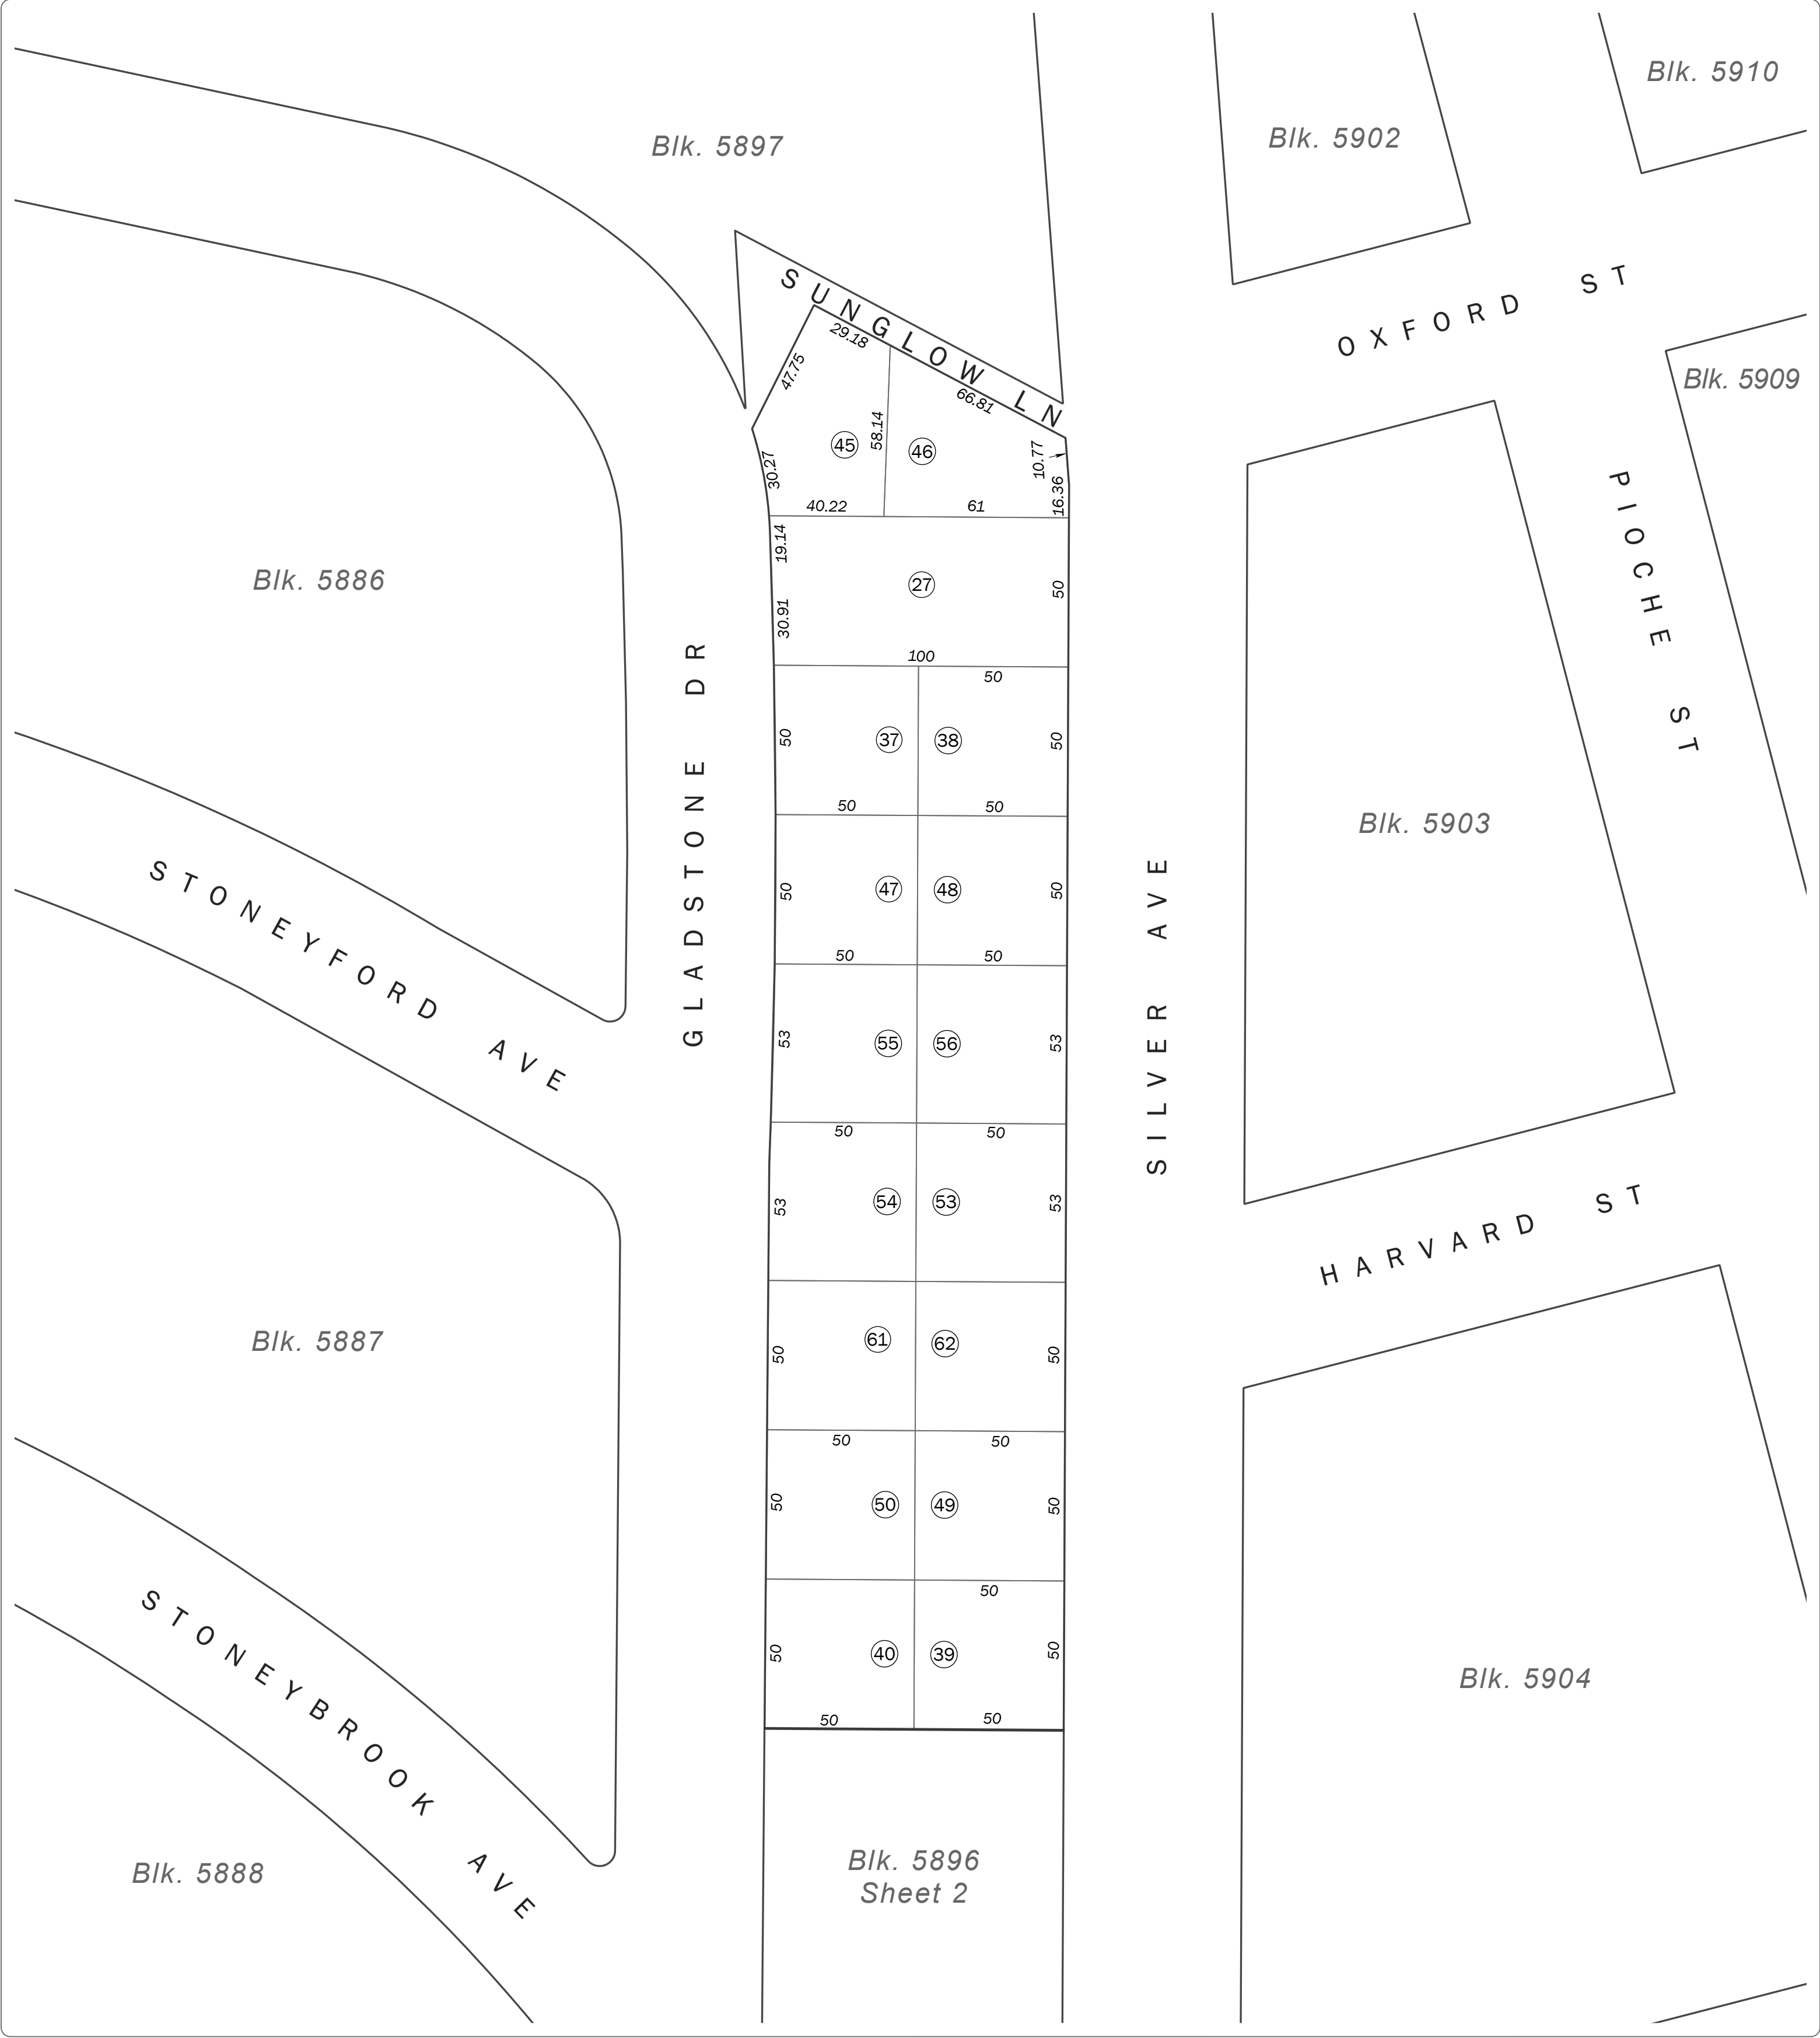 Blk. 5910
Blk. 5902
Blk. 5897
SUNGLOW LN
OXFORD ST
29.18
47.75
66.81
Blk. 5909
58.14
45
46
10.77
30.27
16.36
40.22
61
PIOCHE ST
19.14
27
50
30.91
Blk. 5886
100
50
GLADSTONE DR
50
37
38
50
50
50
Blk. 5903
STONEYFORD AVE
50
47
48
50
50
50
SILVER AVE
53
55
56
53
50
50
53
54
53
53
HARVARD ST
61
62
50
50
Blk. 5887
50
50
50
50
49
50
50
STONEYBROOK AVE
50
40
39
50
Blk. 5904
50
50
Blk. 5896
Sheet 2
Blk. 5888